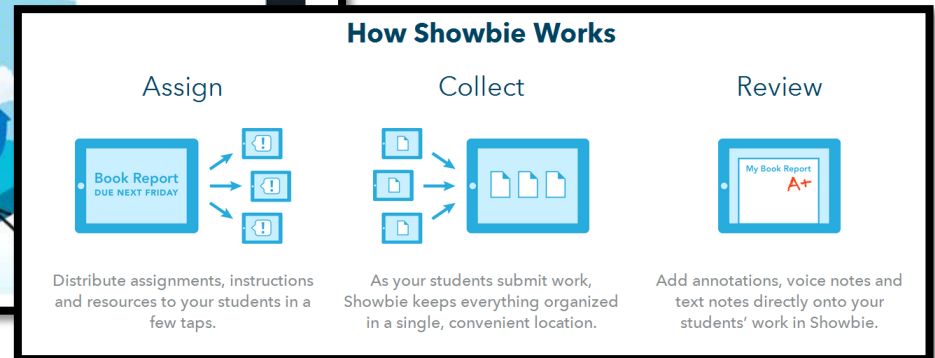 How Showbie Works
Assign
Book Report
DUE NEXT FRIDAY
!
!
!
Distribute assignments, instructions
and resources to your students in a
few taps.
Collect
As your students submit work,
Showbie keeps everything organized
in a single, convenient location.
Review
My Book Report
A+
Add annotations, voice notes and
text notes directly onto your
students' work in Showbie.